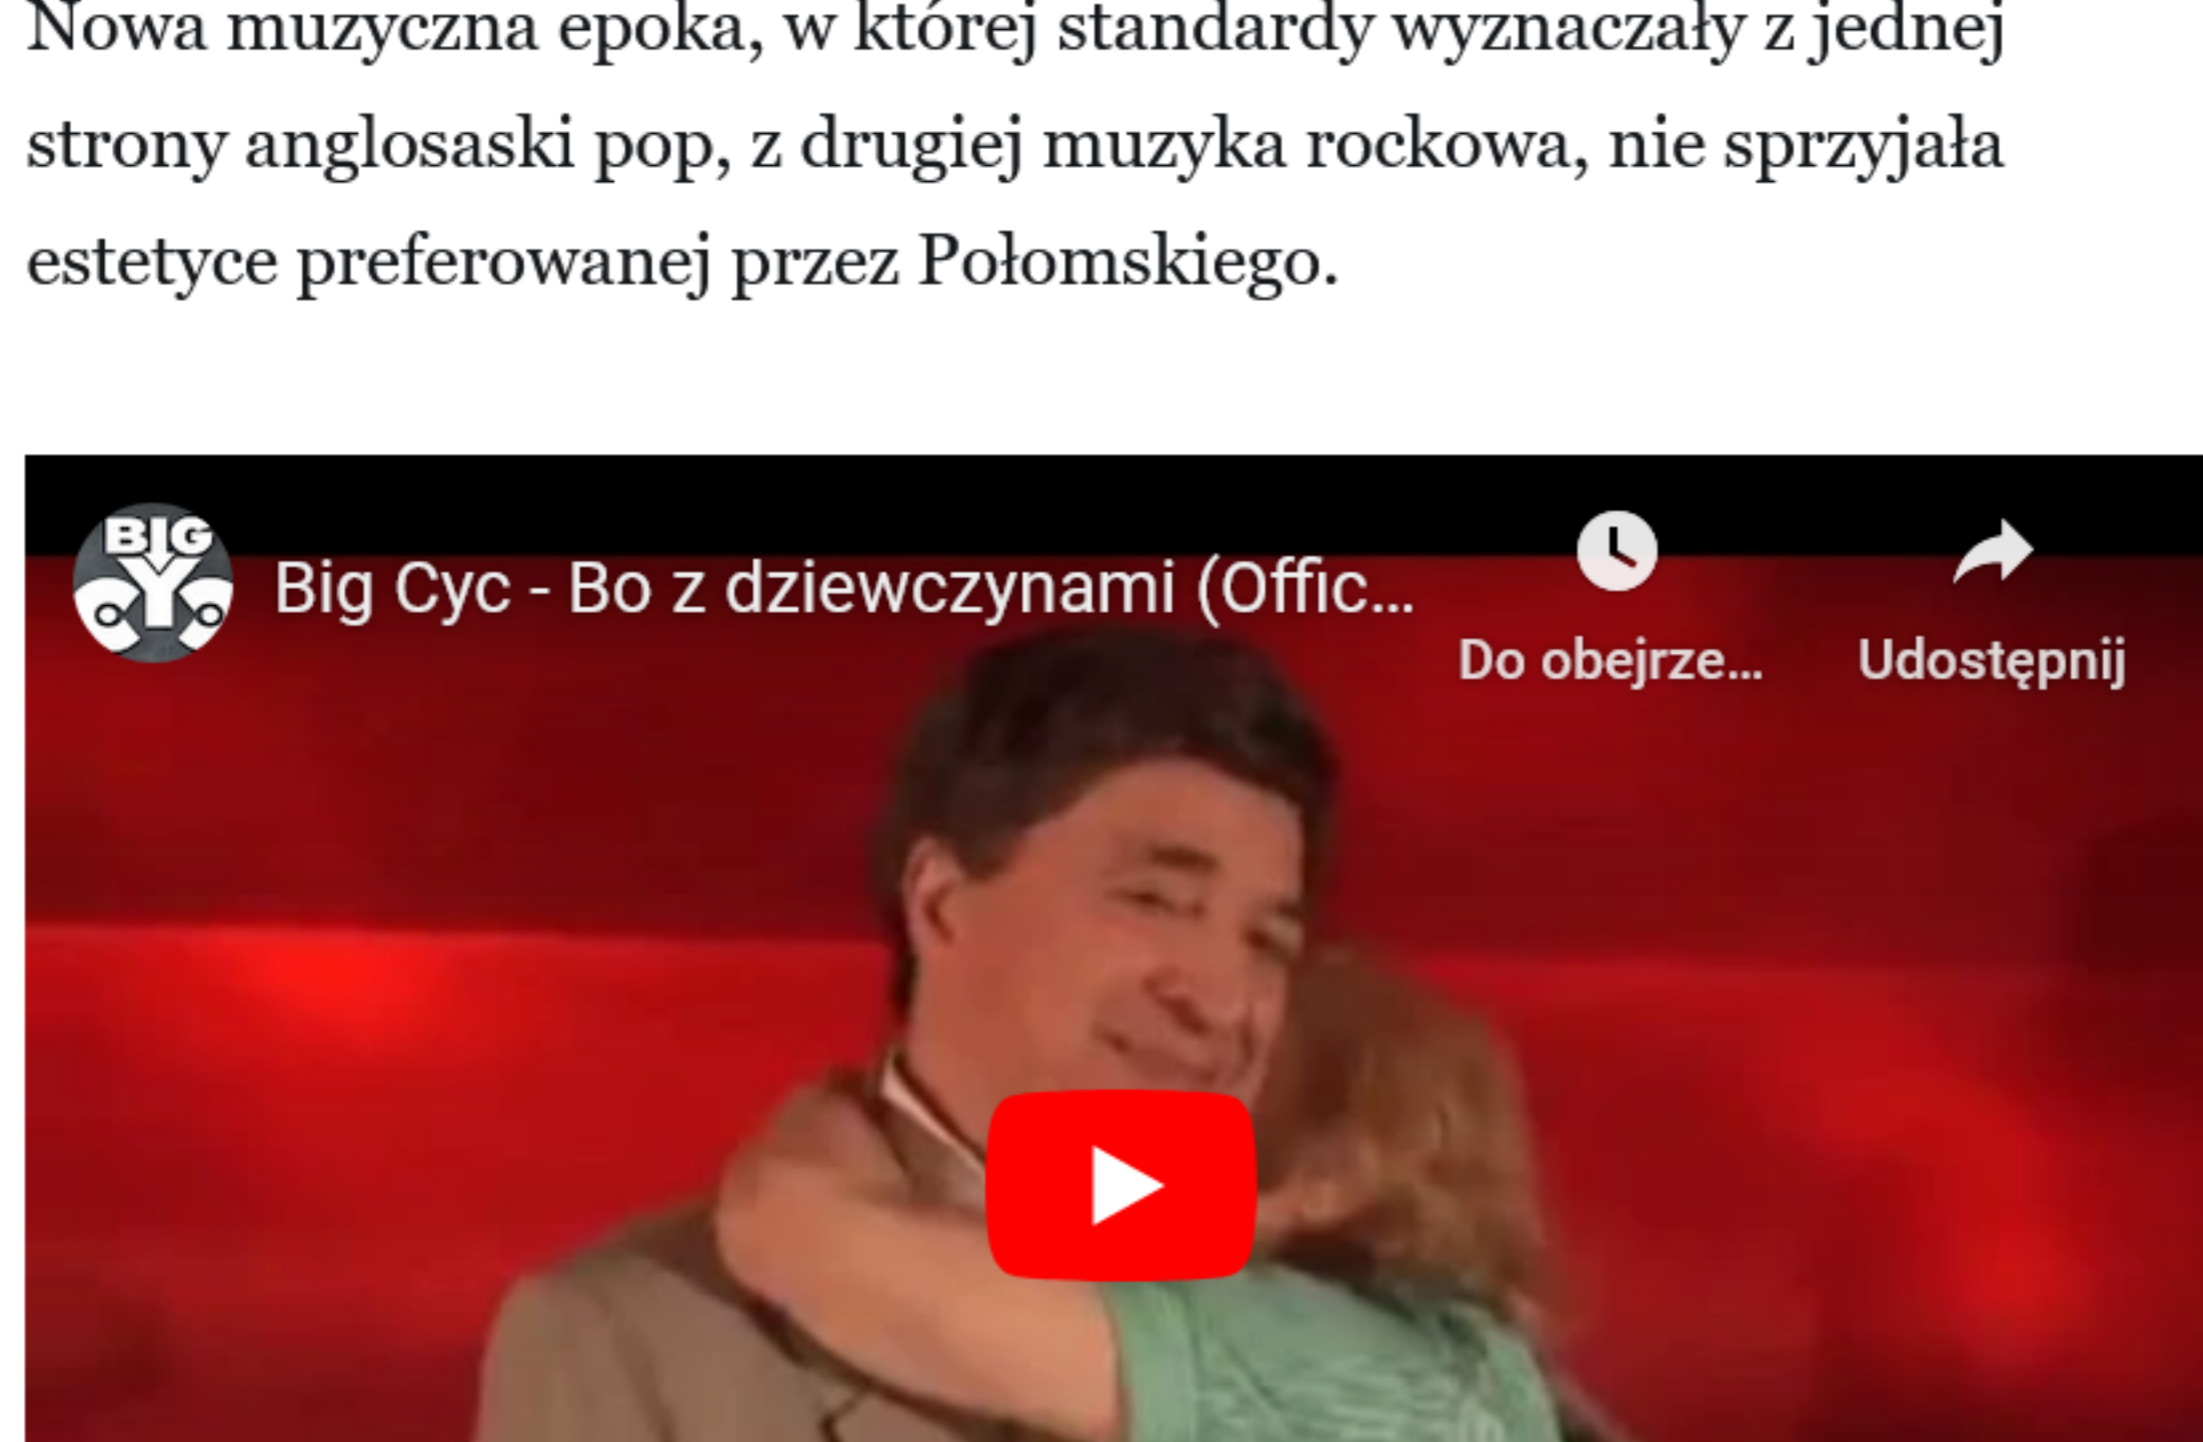 Nowa muzyczna epoka, w której standardy wyznaczały z jednej
strony anglosaski pop, z drugiej muzyka rockowa, nie sprzyjała
estetyce preferowanej przez Połomskiego.
BIG
Big Cyc - Bo z dziewczynami (Offic...
Do obejrze...
Udostępnij